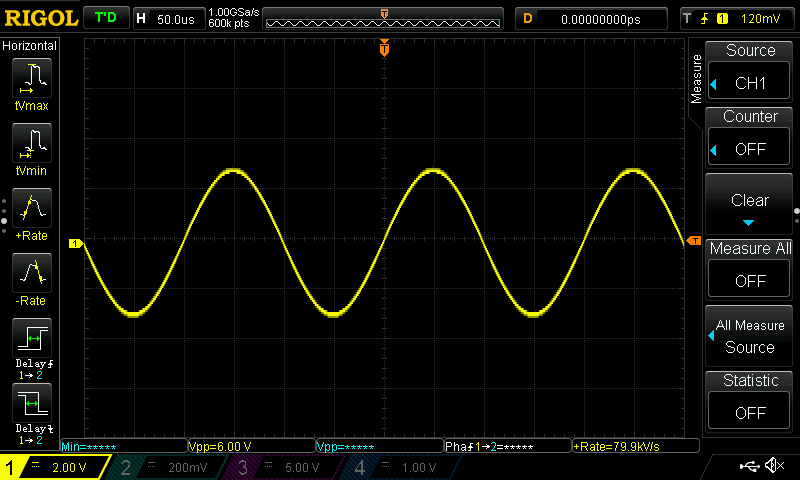 RIGOL T'D H 50.0us 1.00GSa/s 600k pts T D 0.00000000ps T 1 120mV
Horizontal
tVmax
tVmin
+Rate
-Rate
Delay
1→2
Delay
1→2
T
1
T
Measure
Source
CH1
Counter
OFF
Clear
Measure All
OFF
All Measure
Source
Statistic
OFF
Min=***** Vpp=6.00 V Vpp=***** Pha 1→2=***** +Rate=79.9kV/s
1 2.00 V 2 200mV 3 5.00 V 4 1.00 V